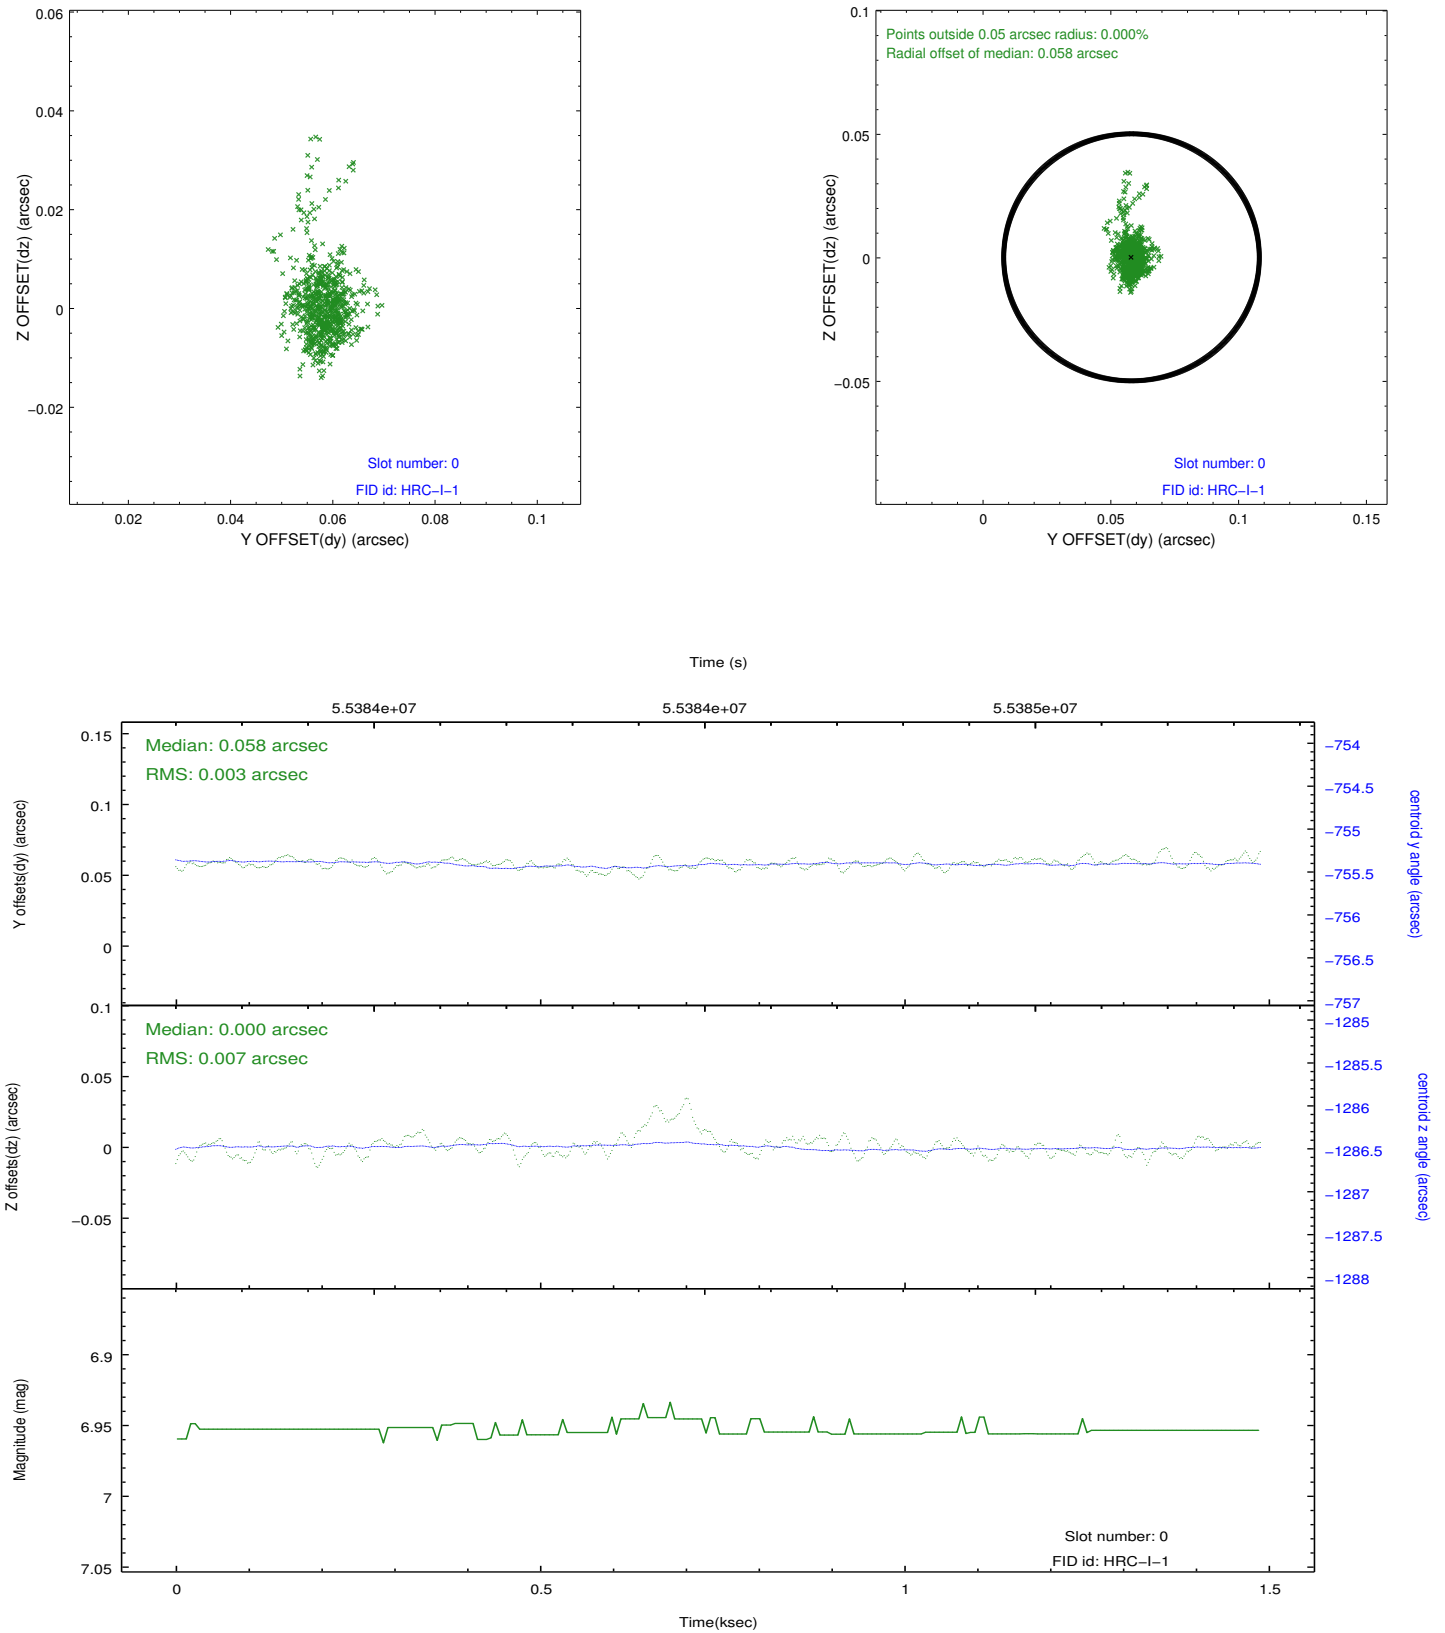 0.06
0.04
0.02
0
−0.02
Z OFFSET(dz) (arcsec)
Slot number: 0
FID id: HRC−I−1
0.02
0.04
0.06
0.08
0.1
Y OFFSET(dy) (arcsec)
0.1
0.05
0
−0.05
Z OFFSET(dz) (arcsec)
Points outside 0.05 arcsec radius: 0.000%
Radial offset of median: 0.058 arcsec
Slot number: 0
FID id: HRC−I−1
0
0.05
0.1
0.15
Y OFFSET(dy) (arcsec)
Time (s)
5.5384e+07
5.5384e+07
5.5385e+07
0.15
0.1
0.05
0
Y offsets(dy) (arcsec)
Median: 0.058 arcsec
RMS: 0.003 arcsec
−754
−754.5
−755
−755.5
−756
−756.5
−757
centroid y angle (arcsec)
0.1
0.05
0
−0.05
Z offsets(dz) (arcsec)
Median: 0.000 arcsec
RMS: 0.007 arcsec
−1285
−1285.5
−1286
−1286.5
−1287
−1287.5
−1288
centroid z angle (arcsec)
6.9
6.95
7
7.05
Magnitude (mag)
Slot number: 0
FID id: HRC−I−1
0
0.5
1
1.5
Time(ksec)